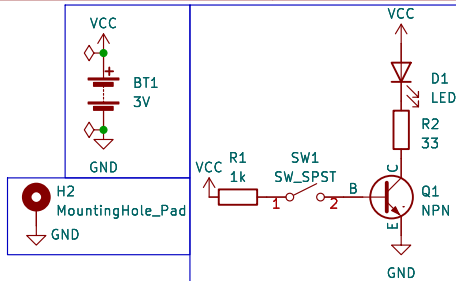 VCC
BT1
3V
GND
H2
MountingHole_Pad
GND
VCC
R1
1k
SW1
SW_SPST
1
2
VCC
D1
LED
R2
33
C
B
E
Q1
NPN
GND